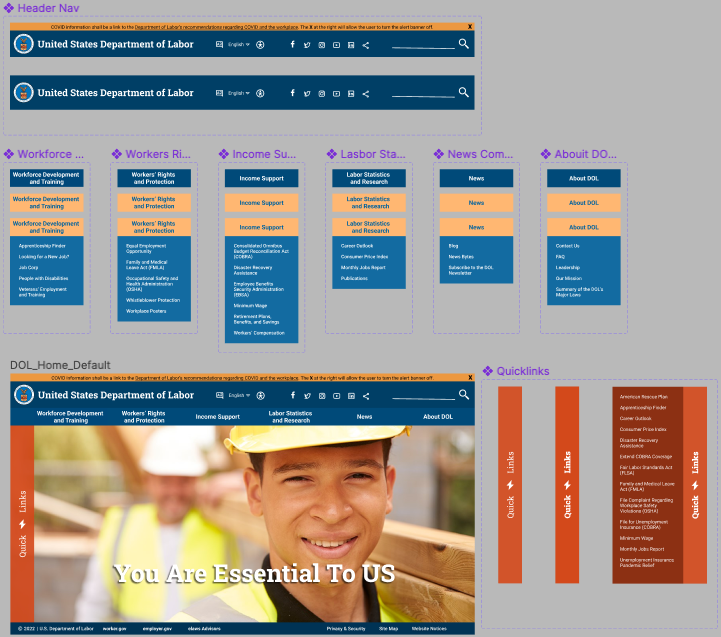 Header Nav
COVID information shall be a link to the Department of Labor's recommendations regarding COVID and the workplace. The X at the right will allow the user to turn the alert banner off.
X
United States Department of Labor
English
United States Department of Labor
English
Workforce ...
Workers Ri...
Income Su...
Lasbor Sta...
News Com...
Abouit DO...
Workforce Development
and Training
Workforce Development
and Training
Workforce Development
and Training
Apprenticeship Finder
Looking for a New Job?
Job Corp
People with Disabilities
Veterans' Employment
and Training
Workers' Rights
and Protection
Workers' Rights
and Protection
Workers' Rights
and Protection
Equal Employment
Opportunity
Family and Medical
Leave Act (FMLA)
Occupational Safety and
Health Administration
(OSHA)
Whistleblower Protection
Workplace Posters
Income Support
Income Support
Income Support
Consolidated Omnibus
Budget Reconciliation Act
(COBRA)
Disaster Recovery
Assistance
Employee Benefits
Security Administration
(EBSA)
Minimum Wage
Retirement Plans,
Benefits, and Savings
Workers' Compensation
Labor Statistics
and Research
Labor Statistics
and Research
Labor Statistics
and Research
Career Outlook
Consumer Price Index
Monthly Jobs Report
Publications
News
News
News
Blog
News Bytes
Subscribe to the DOL
Newsletter
About DOL
About DOL
About DOL
Contact Us
FAQ
Leadership
Our Mission
Summary of the DOL's
Major Laws
DOL_Home_Default
COVID information shall be a link to the Department of Labor's recommendations regarding COVID and the workplace. The X at the right will allow the user to turn the alert banner off.
X
United States Department of Labor
English
Workforce Development
and Training
Workers' Rights
and Protection
Income Support
Labor Statistics
and Research
News
About DOL
Quick Links
You Are Essential To US
© 2022 | U.S. Department of Labor
worker.gov
employer.gov
elaws Advisors
Privacy & Security
Site Map
Website Notices
Quicklinks
Quick Links
Quick Links
American Rescue Plan
Apprenticeship Finder
Career Outlook
Consumer Price Index
Disaster Recovery
Assistance
Extend COBRA Coverage
Fair Labor Standards Act
(FLSA)
Family and Medical Leave
Act (FMLA)
File Complaint Regarding
Workplace Safety
Violations (OSHA)
File for Unemployment
Insurance (COBRA)
Minimum Wage
Monthly Jobs Report
Unemployment Insurance
Pandemic Relief
Quick Links